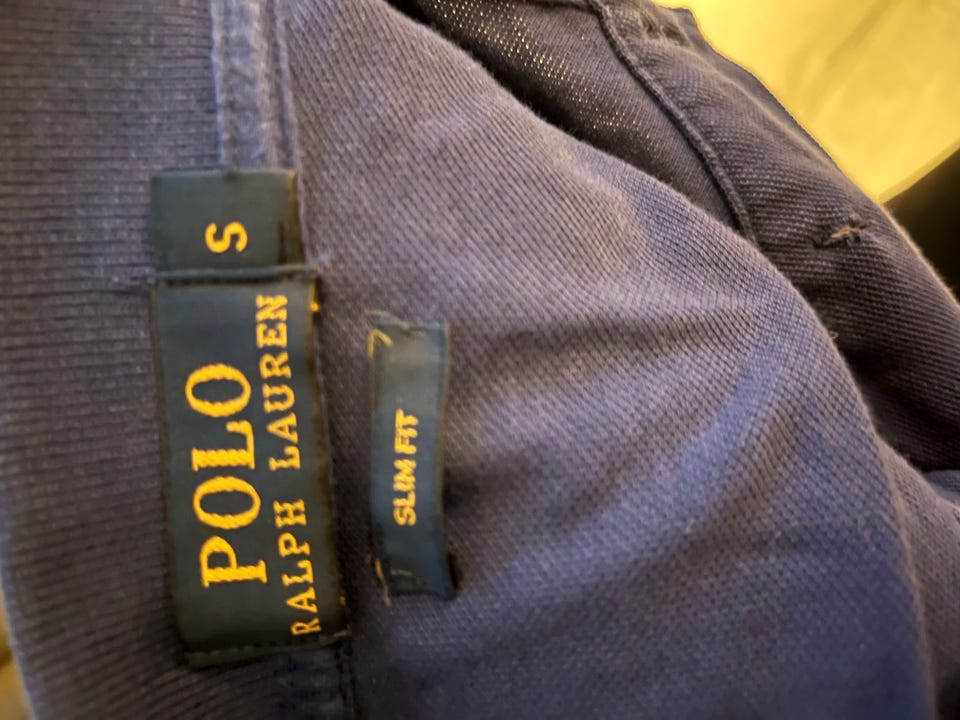 POLO
RALPH LAUREN
S
SLIM FIT